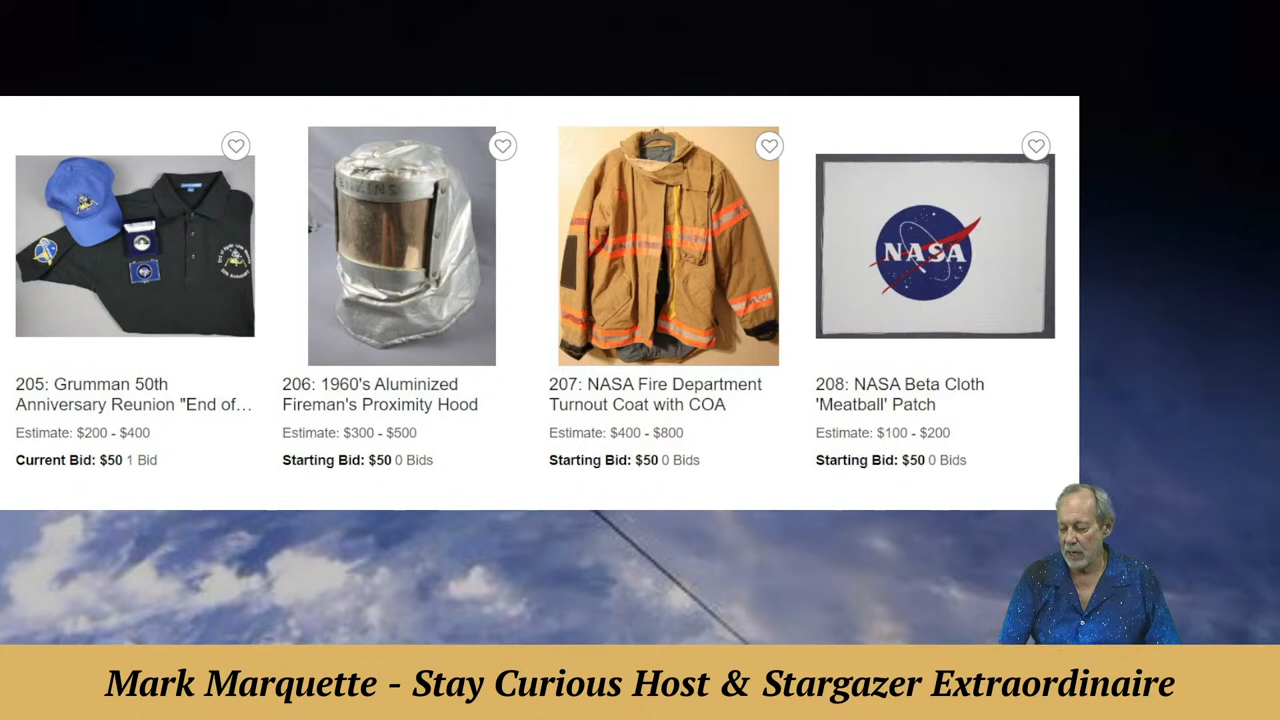 ELKINS
NASA
205: Grumman 50th
Anniversary Reunion "End of...
Estimate: $200 - $400
Current Bid: $50 1 Bid
206: 1960's Aluminized
Fireman's Proximity Hood
Estimate: $300 - $500
Starting Bid: $50 0 Bids
207: NASA Fire Department
Turnout Coat with COA
Estimate: $400 - $800
Starting Bid: $50 0 Bids
208: NASA Beta Cloth
'Meatball' Patch
Estimate: $100 - $200
Starting Bid: $50 0 Bids
Mark Marquette - Stay Curious Host & Stargazer Extraordinaire